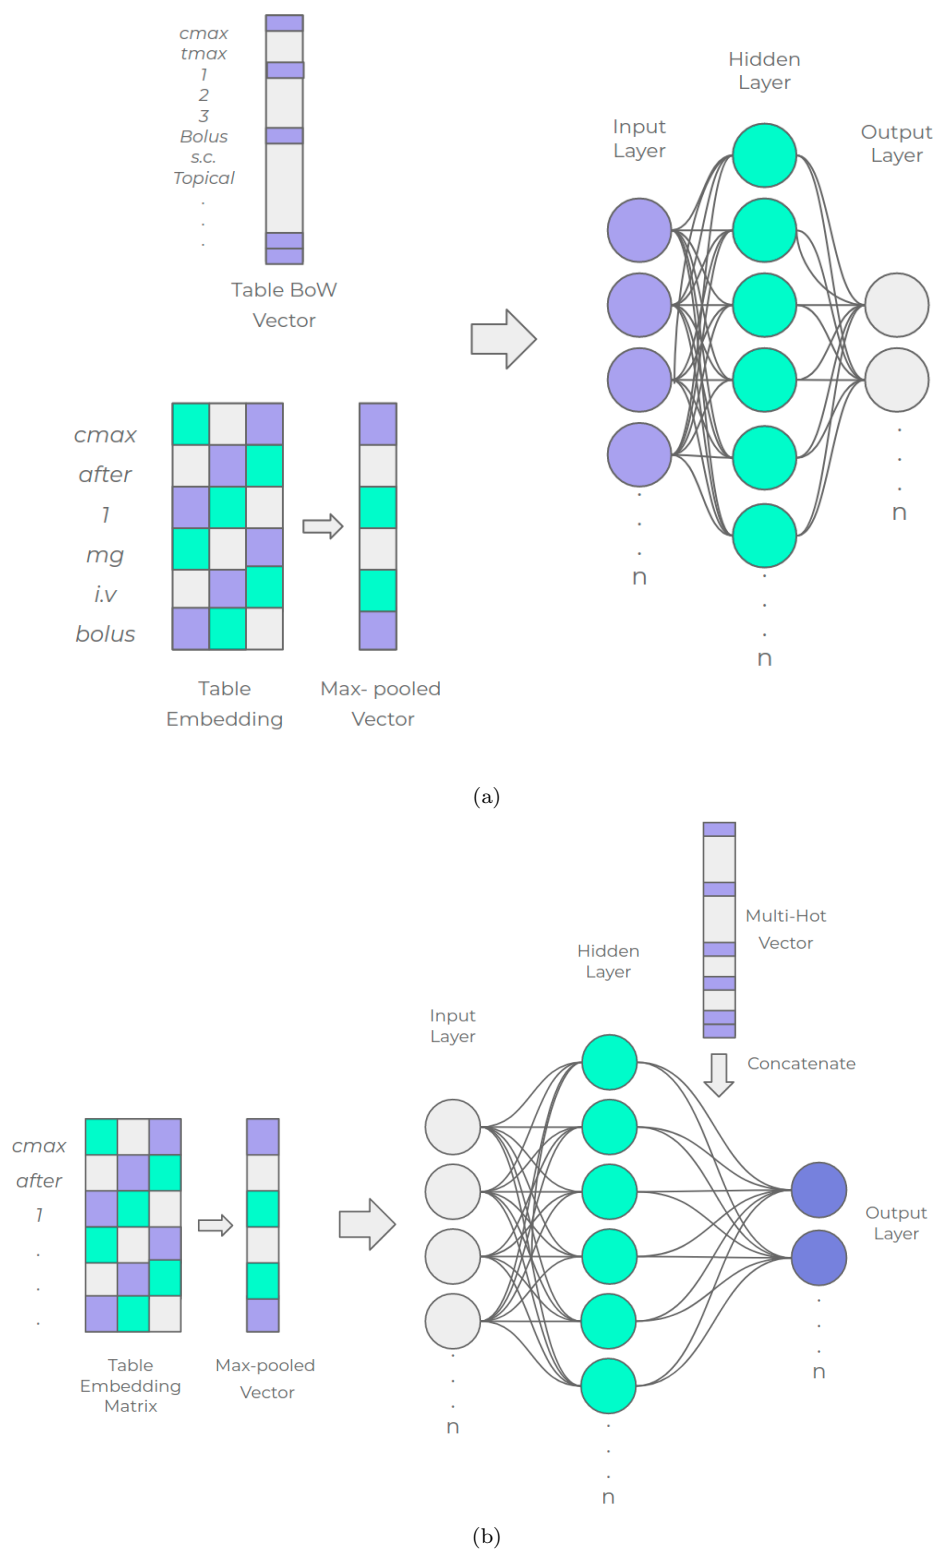 cmax
tmax
1
2
3
Bolus
s.c.
Topical
.
.
.
Table BoW
Vector
cmax
after
1
mg
i.v
bolus
Table
Embedding
Max- pooled
Vector
Input
Layer
Hidden
Layer
Output
Layer
.
.
.
n
.
.
.
n
.
.
.
n
(a)
Multi-Hot
Vector
Concatenate
Hidden
Layer
Input
Layer
cmax
after
1
.
.
.
Table
Embedding
Matrix
Max-pooled
Vector
Output
Layer
.
.
.
n
.
.
.
n
.
.
.
n
(b)